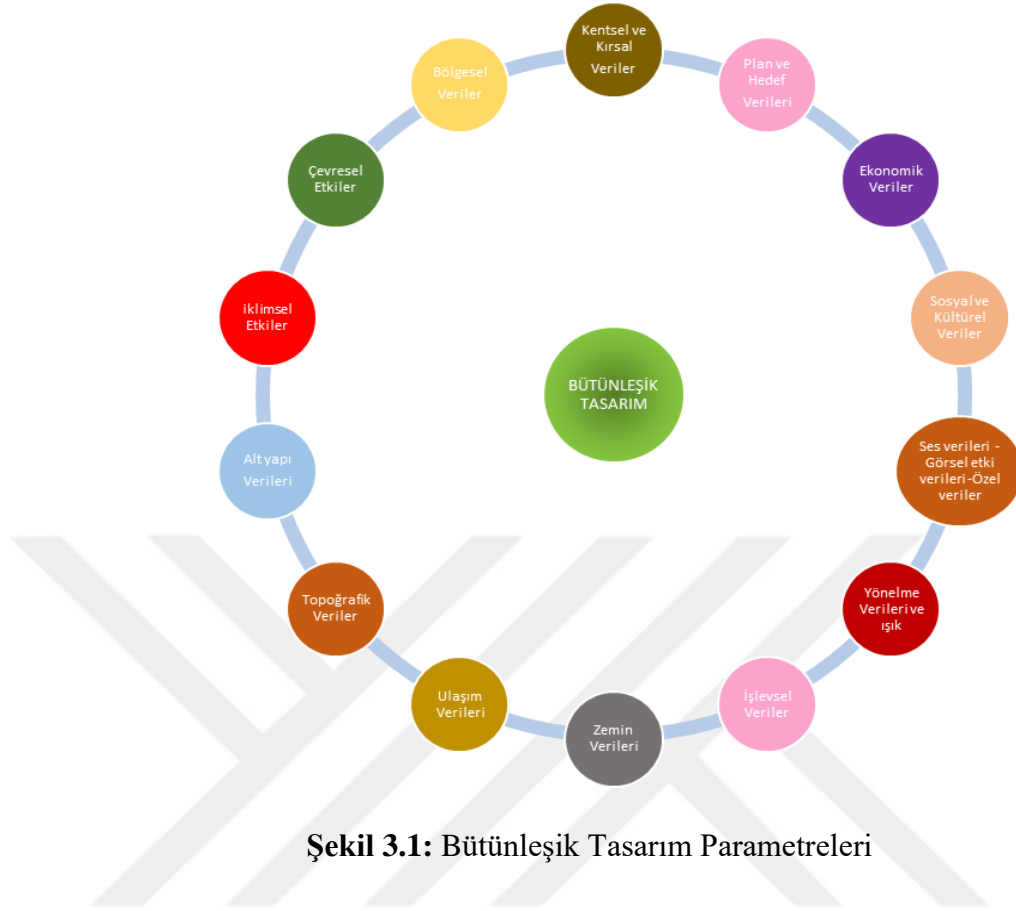 Kentsel ve
Kırsal
Veriler
Plan ve
Hedef
Verileri
Ekonomik
Veriler
Sosyal ve
Kültürel
Veriler
Ses verileri -
Görsel etki
verileri-Özel
veriler
Yönelme
Verileri ve
ışık
İşlevsel
Veriler
Zemin
Verileri
Ulaşım
Verileri
Topoğrafik
Veriler
Alt yapı
Verileri
iklimsel
Etkiler
Çevresel
Etkiler
Bölgesel
Veriler
BÜTÜNLEŞİK
TASARIM
Şekil 3.1: Bütünleşik Tasarım Parametreleri